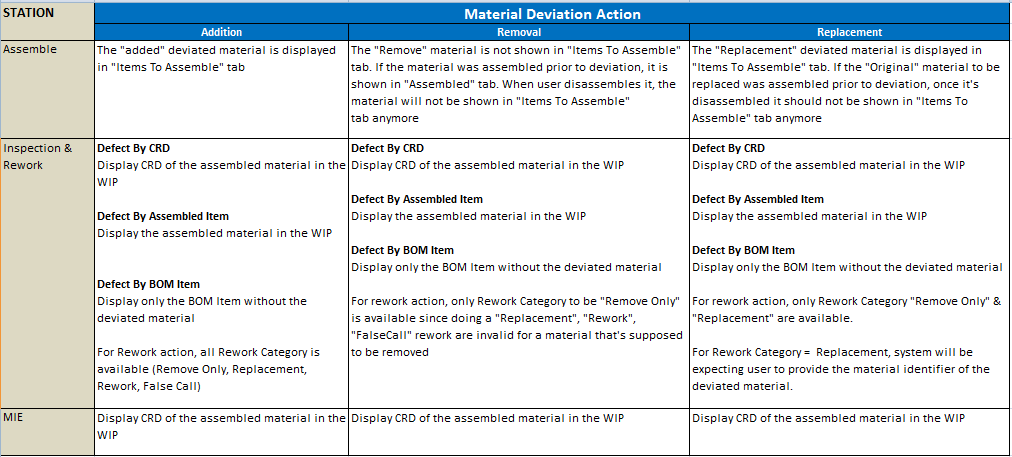 STATION
Material Deviation Action
Addition
Removal
Replacement
Assemble
The "added" deviated material is displayed
in "Items To Assemble" tab
The "Remove" material is not shown in "Items To Assemble"
tab. If the material was assembled prior to deviation, it is
shown in "Assembled" tab. When user disassembles it, the
material will not be shown in "Items To Assemble"
tab anymore
The "Replacement" deviated material is displayed in
"Items To Assemble" tab. If the "Original" material to be
replaced was assembled prior to deviation, once it's
disassembled it should not be shown in "Items To
Assemble" tab anymore
Inspection &
Rework
Defect By CRD
Display CRD of the assembled material in the
WIP
Defect By Assembled Item
Display the assembled material in the WIP
Defect By BOM Item
Display only the BOM Item without the
deviated material
For Rework action, all Rework Category is
available (Remove Only, Replacement,
Rework, False Call)
Defect By CRD
Display CRD of the assembled material in the WIP
Defect By Assembled Item
Display the assembled material in the WIP
Defect By BOM Item
Display only the BOM Item without the deviated material
For rework action, only Rework Category to be "Remove Only"
is available since doing a "Replacement", "Rework",
"FalseCall" rework are invalid for a material that's supposed
to be removed
Defect By CRD
Display CRD of the assembled material in the WIP
Defect By Assembled Item
Display the assembled material in the WIP
Defect By BOM Item
Display only the BOM Item without the deviated material
For rework action, only Rework Category "Remove Only" &
"Replacement" are available.
For Rework Category = Replacement, system will be
expecting user to provide the material identifier of the
deviated material.
MIE
Display CRD of the assembled material in the
WIP
Display CRD of the assembled material in the WIP
Display CRD of the assembled material in the WIP